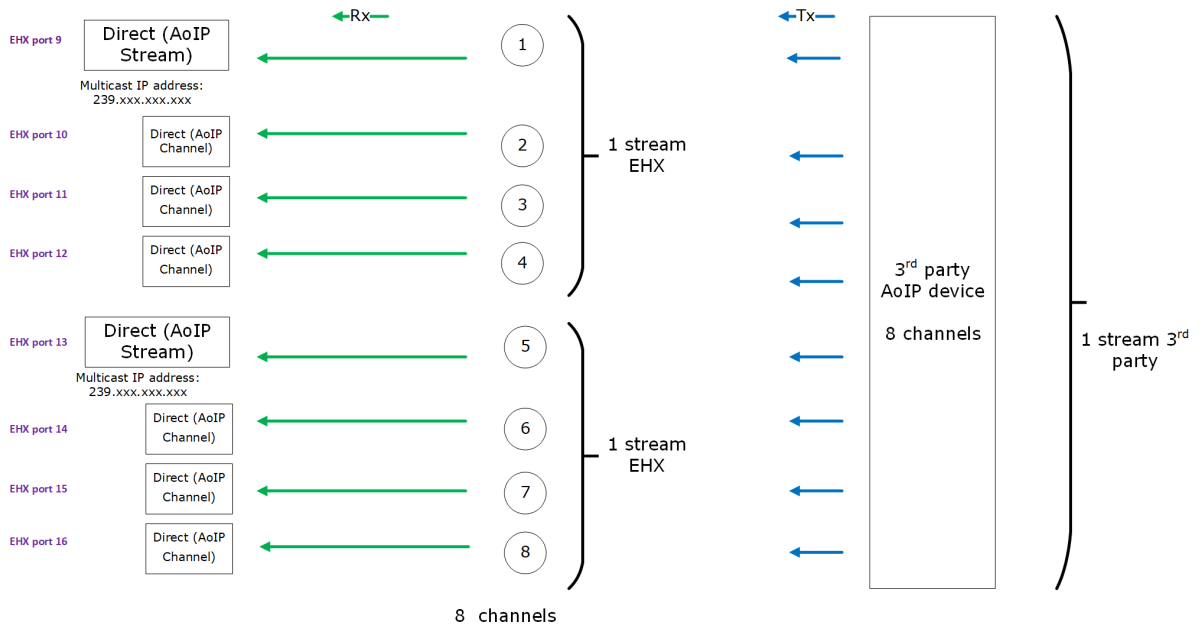 Rx
Tx
EHX port 9
Direct (AoIP
Stream)
1
Multicast IP address:
239.xxx.xxx.xxx
EHX port 10
Direct (AoIP
Channel)
2
1 stream
EHX
EHX port 11
Direct (AoIP
Channel)
3
EHX port 12
Direct (AoIP
Channel)
4
3rd party
AoIP device
8 channels
EHX port 13
Direct (AoIP
Stream)
5
1 stream 3rd
party
Multicast IP address:
239.xxx.xxx.xxx
EHX port 14
Direct (AoIP
Channel)
6
1 stream
EHX
EHX port 15
Direct (AoIP
Channel)
7
EHX port 16
Direct (AoIP
Channel)
8
8 channels